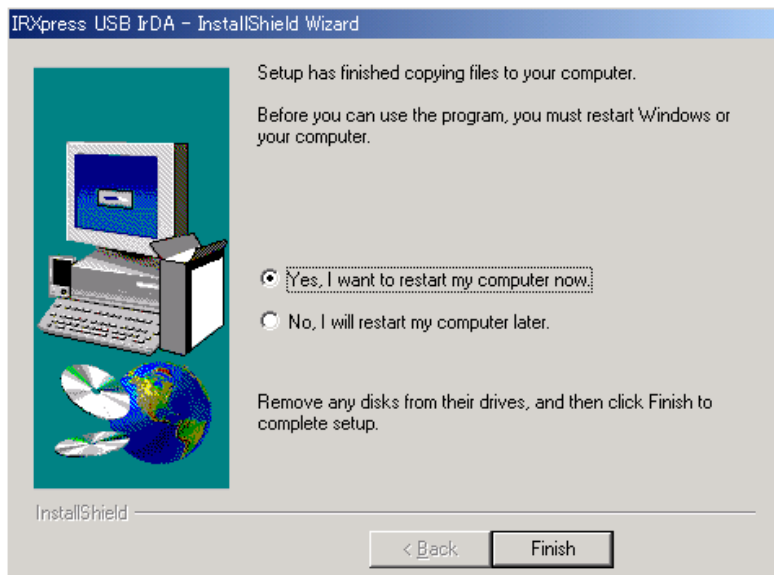 IRXpress USB IrDA - InstallShield Wizard
Setup has finished copying files to your computer.
Before you can use the program, you must restart Windows or
your computer.
Yes, I want to restart my computer now.
No, I will restart my computer later.
Remove any disks from their drives, and then click Finish to
complete setup.
InstallShield
< Back
Finish